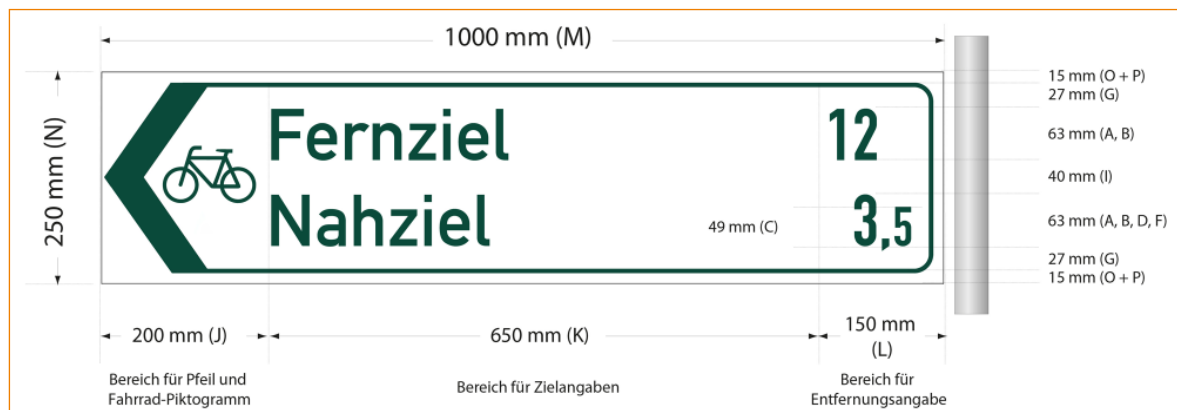 1000 mm (M)
250 mm (N)
Fernziel 12
Nahziel 3,5
49 mm (C)
15 mm (O + P)
27 mm (G)
63 mm (A, B)
40 mm (I)
63 mm (A, B, D, F)
27 mm (G)
15 mm (O + P)
200 mm (J)
650 mm (K)
150 mm
(L)
Bereich für Pfeil und
Fahrrad-Piktogramm
Bereich für Zielangaben
Bereich für
Entfernungsangabe